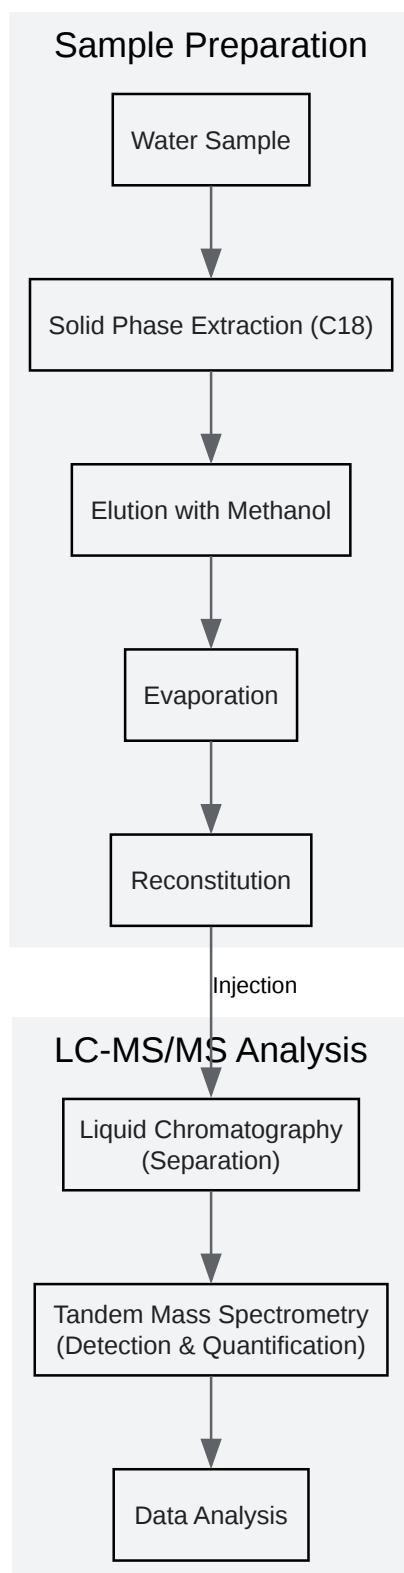 Sample Preparation
Water Sample
Solid Phase Extraction (C18)
Elution with Methanol
Evaporation
Reconstitution
Injection
LC-MS/MS Analysis
Liquid Chromatography
(Separation)
Tandem Mass Spectrometry
(Detection & Quantification)
Data Analysis